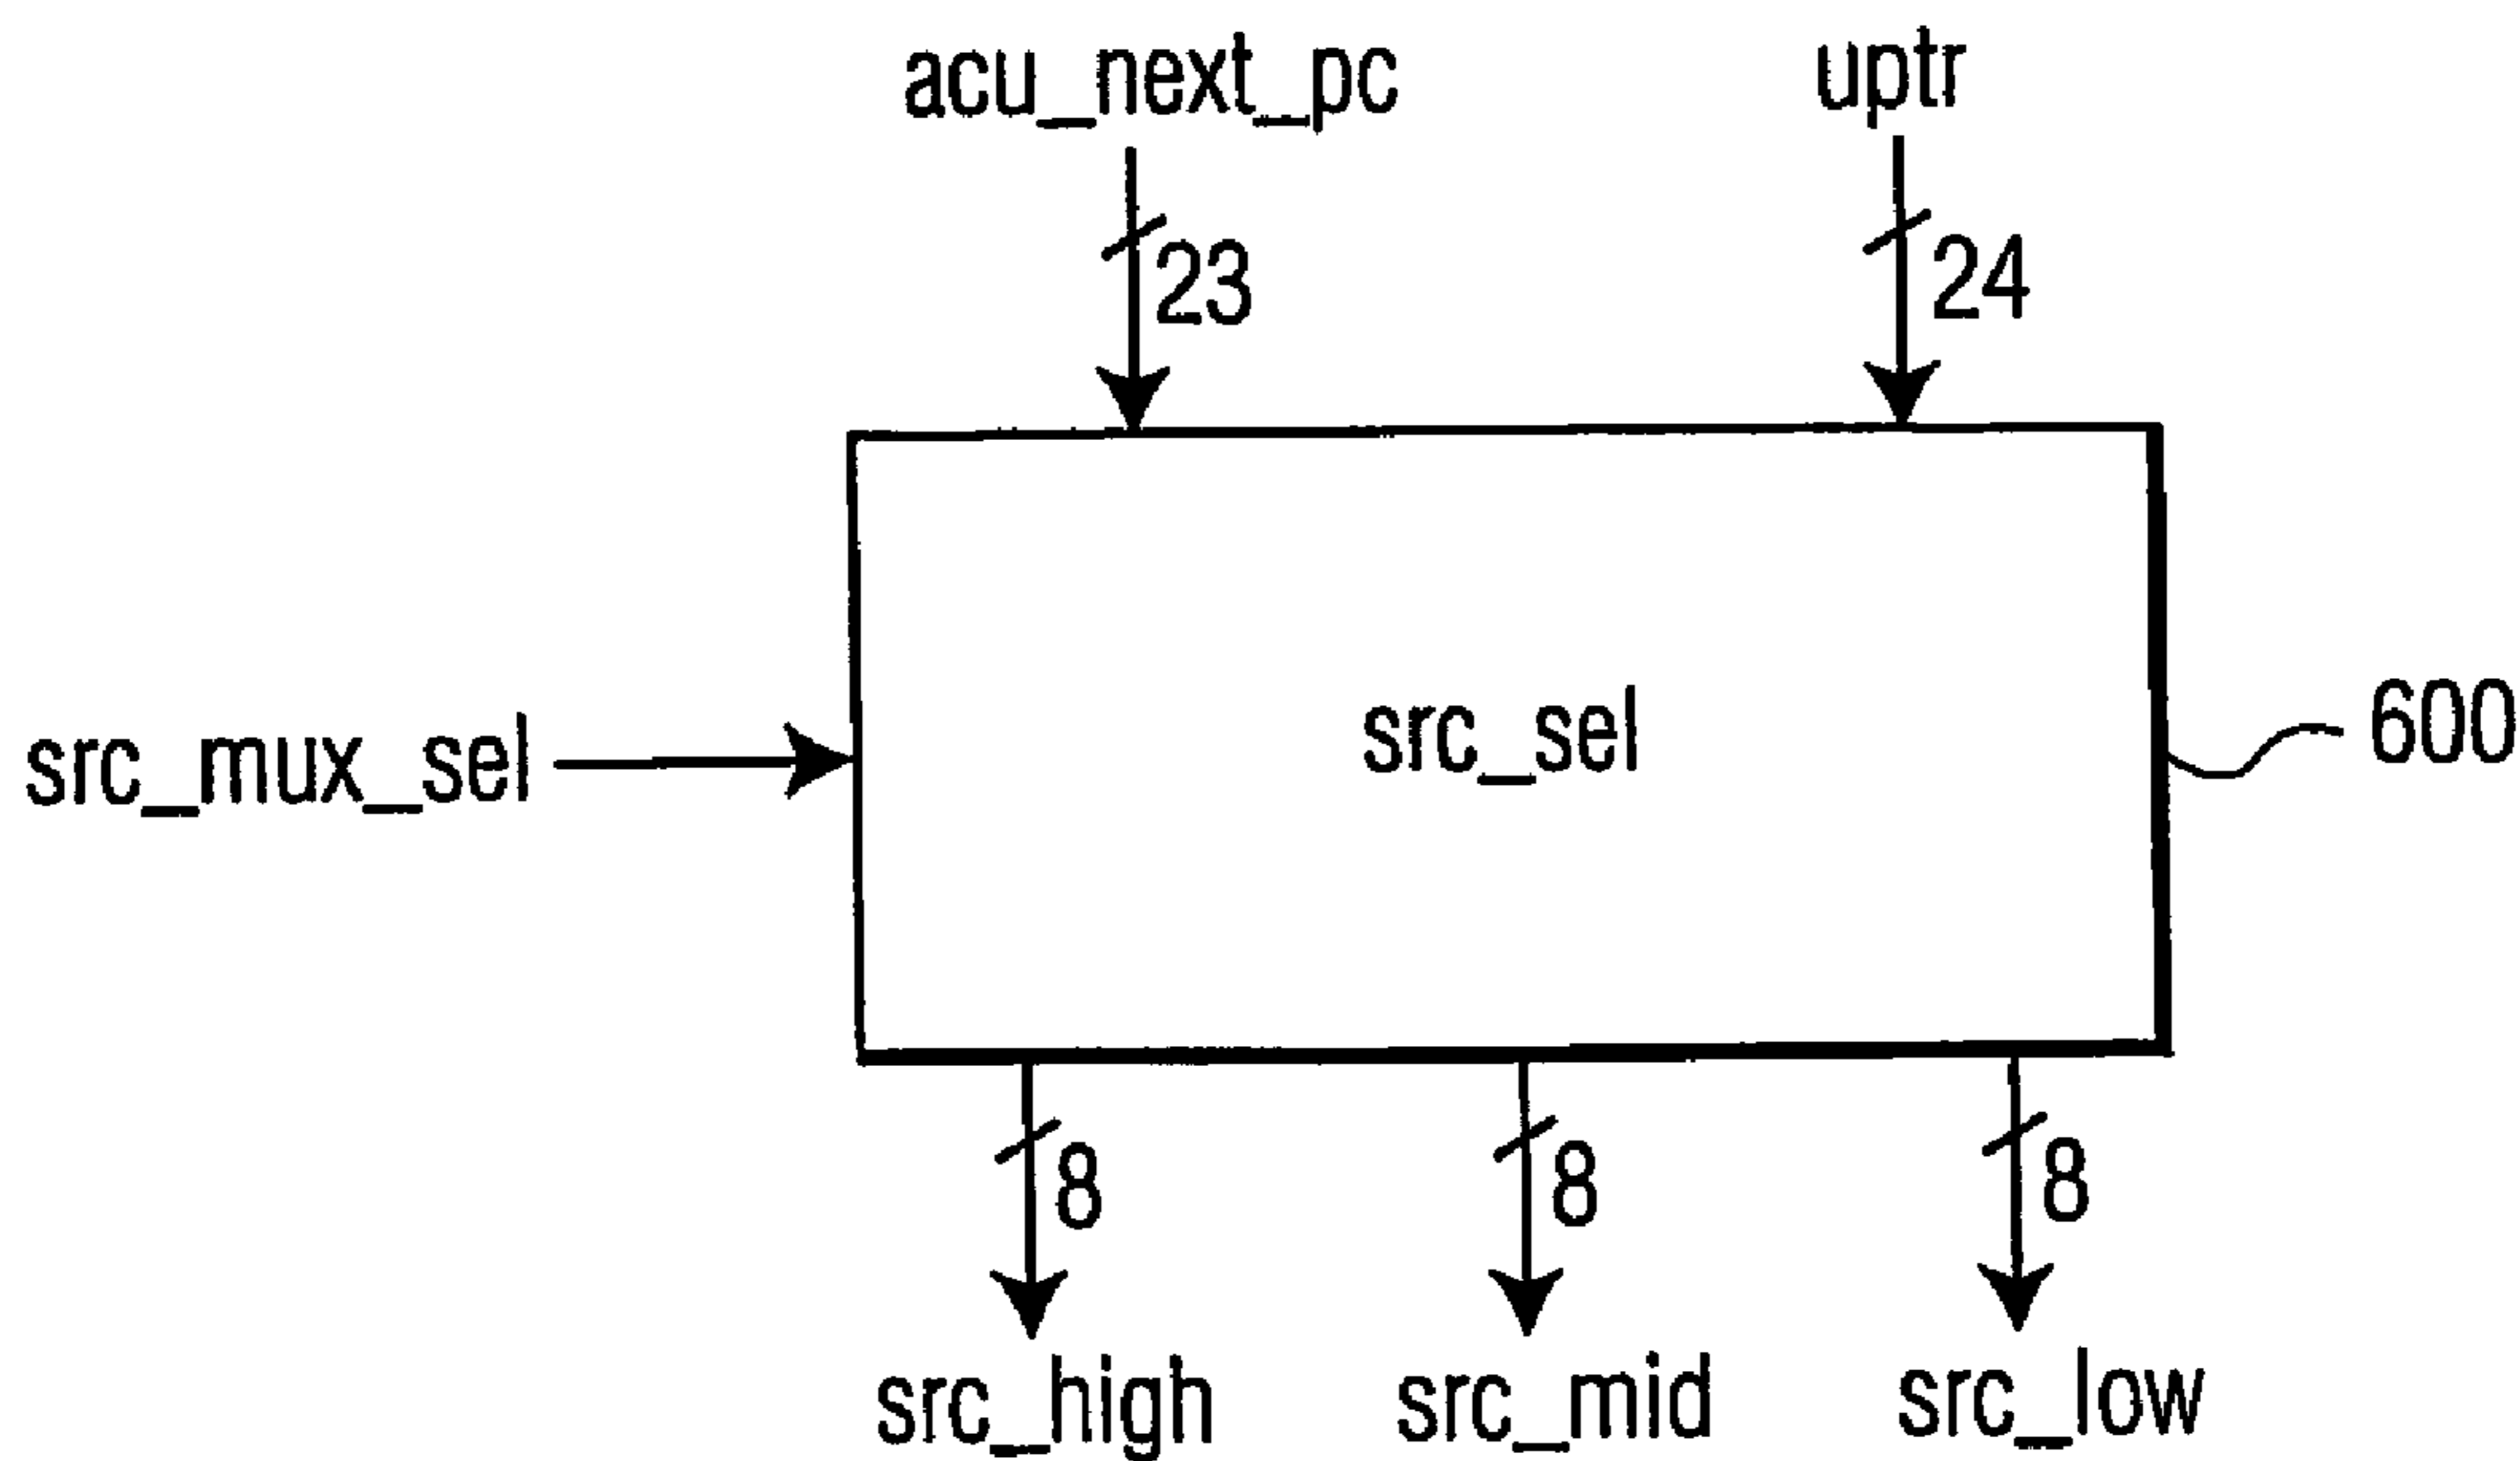 acu_next_pc uptr
23 24
src_mux_sel src_sel 600
8 8 8
src_high src_mid src_low